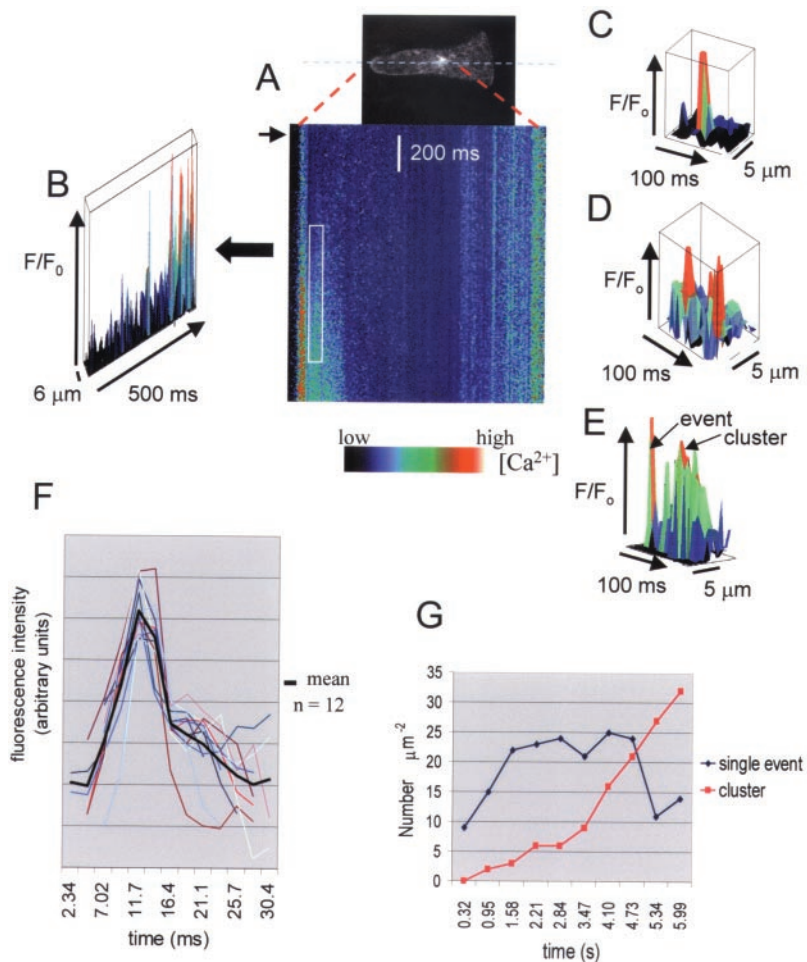 A
200 ms
B
F/F0
6 μm
500 ms
C
F/Fo
100 ms
5 μm
D
F/Fo
100 ms
5 μm
E
event
cluster
F/Fo
100 ms
5 μm
low
high
[Ca2+]
F
fluorescence intensity
(arbitrary units)
mean
n = 12
2.34
7.02
11.7
16.4
21.1
25.7
30.4
time (ms)
G
Number μm-2
35
30
25
20
15
10
5
0
single event
cluster
0.32
0.95
1.58
2.21
2.84
3.47
4.10
4.73
5.34
5.99
time (s)